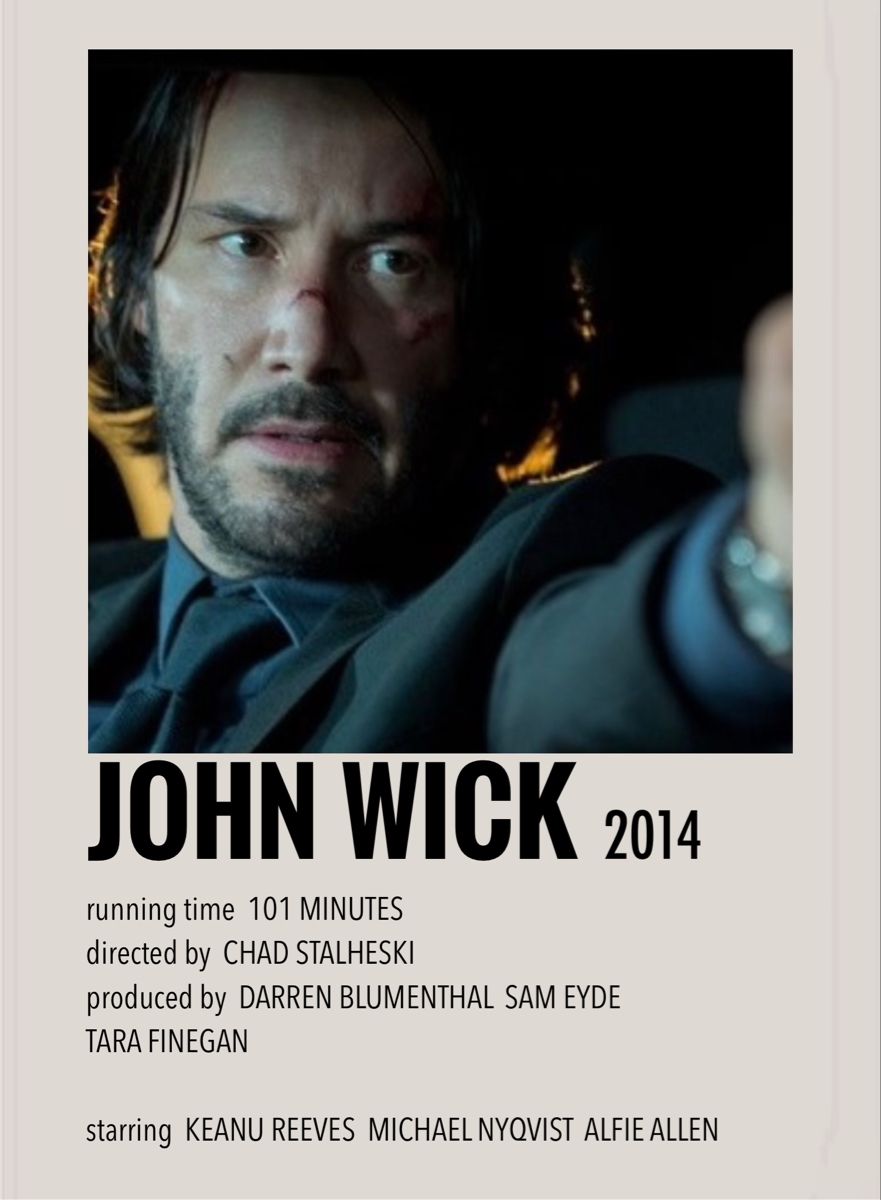 JOHN WICK 2014
running time 101 MINUTES
directed by CHAD STALHESKI
produced by DARREN BLUMENTHAL SAM EYDE
TARA FINEGAN
starring KEANU REEVES MICHAEL NYQVIST ALFIE ALLEN